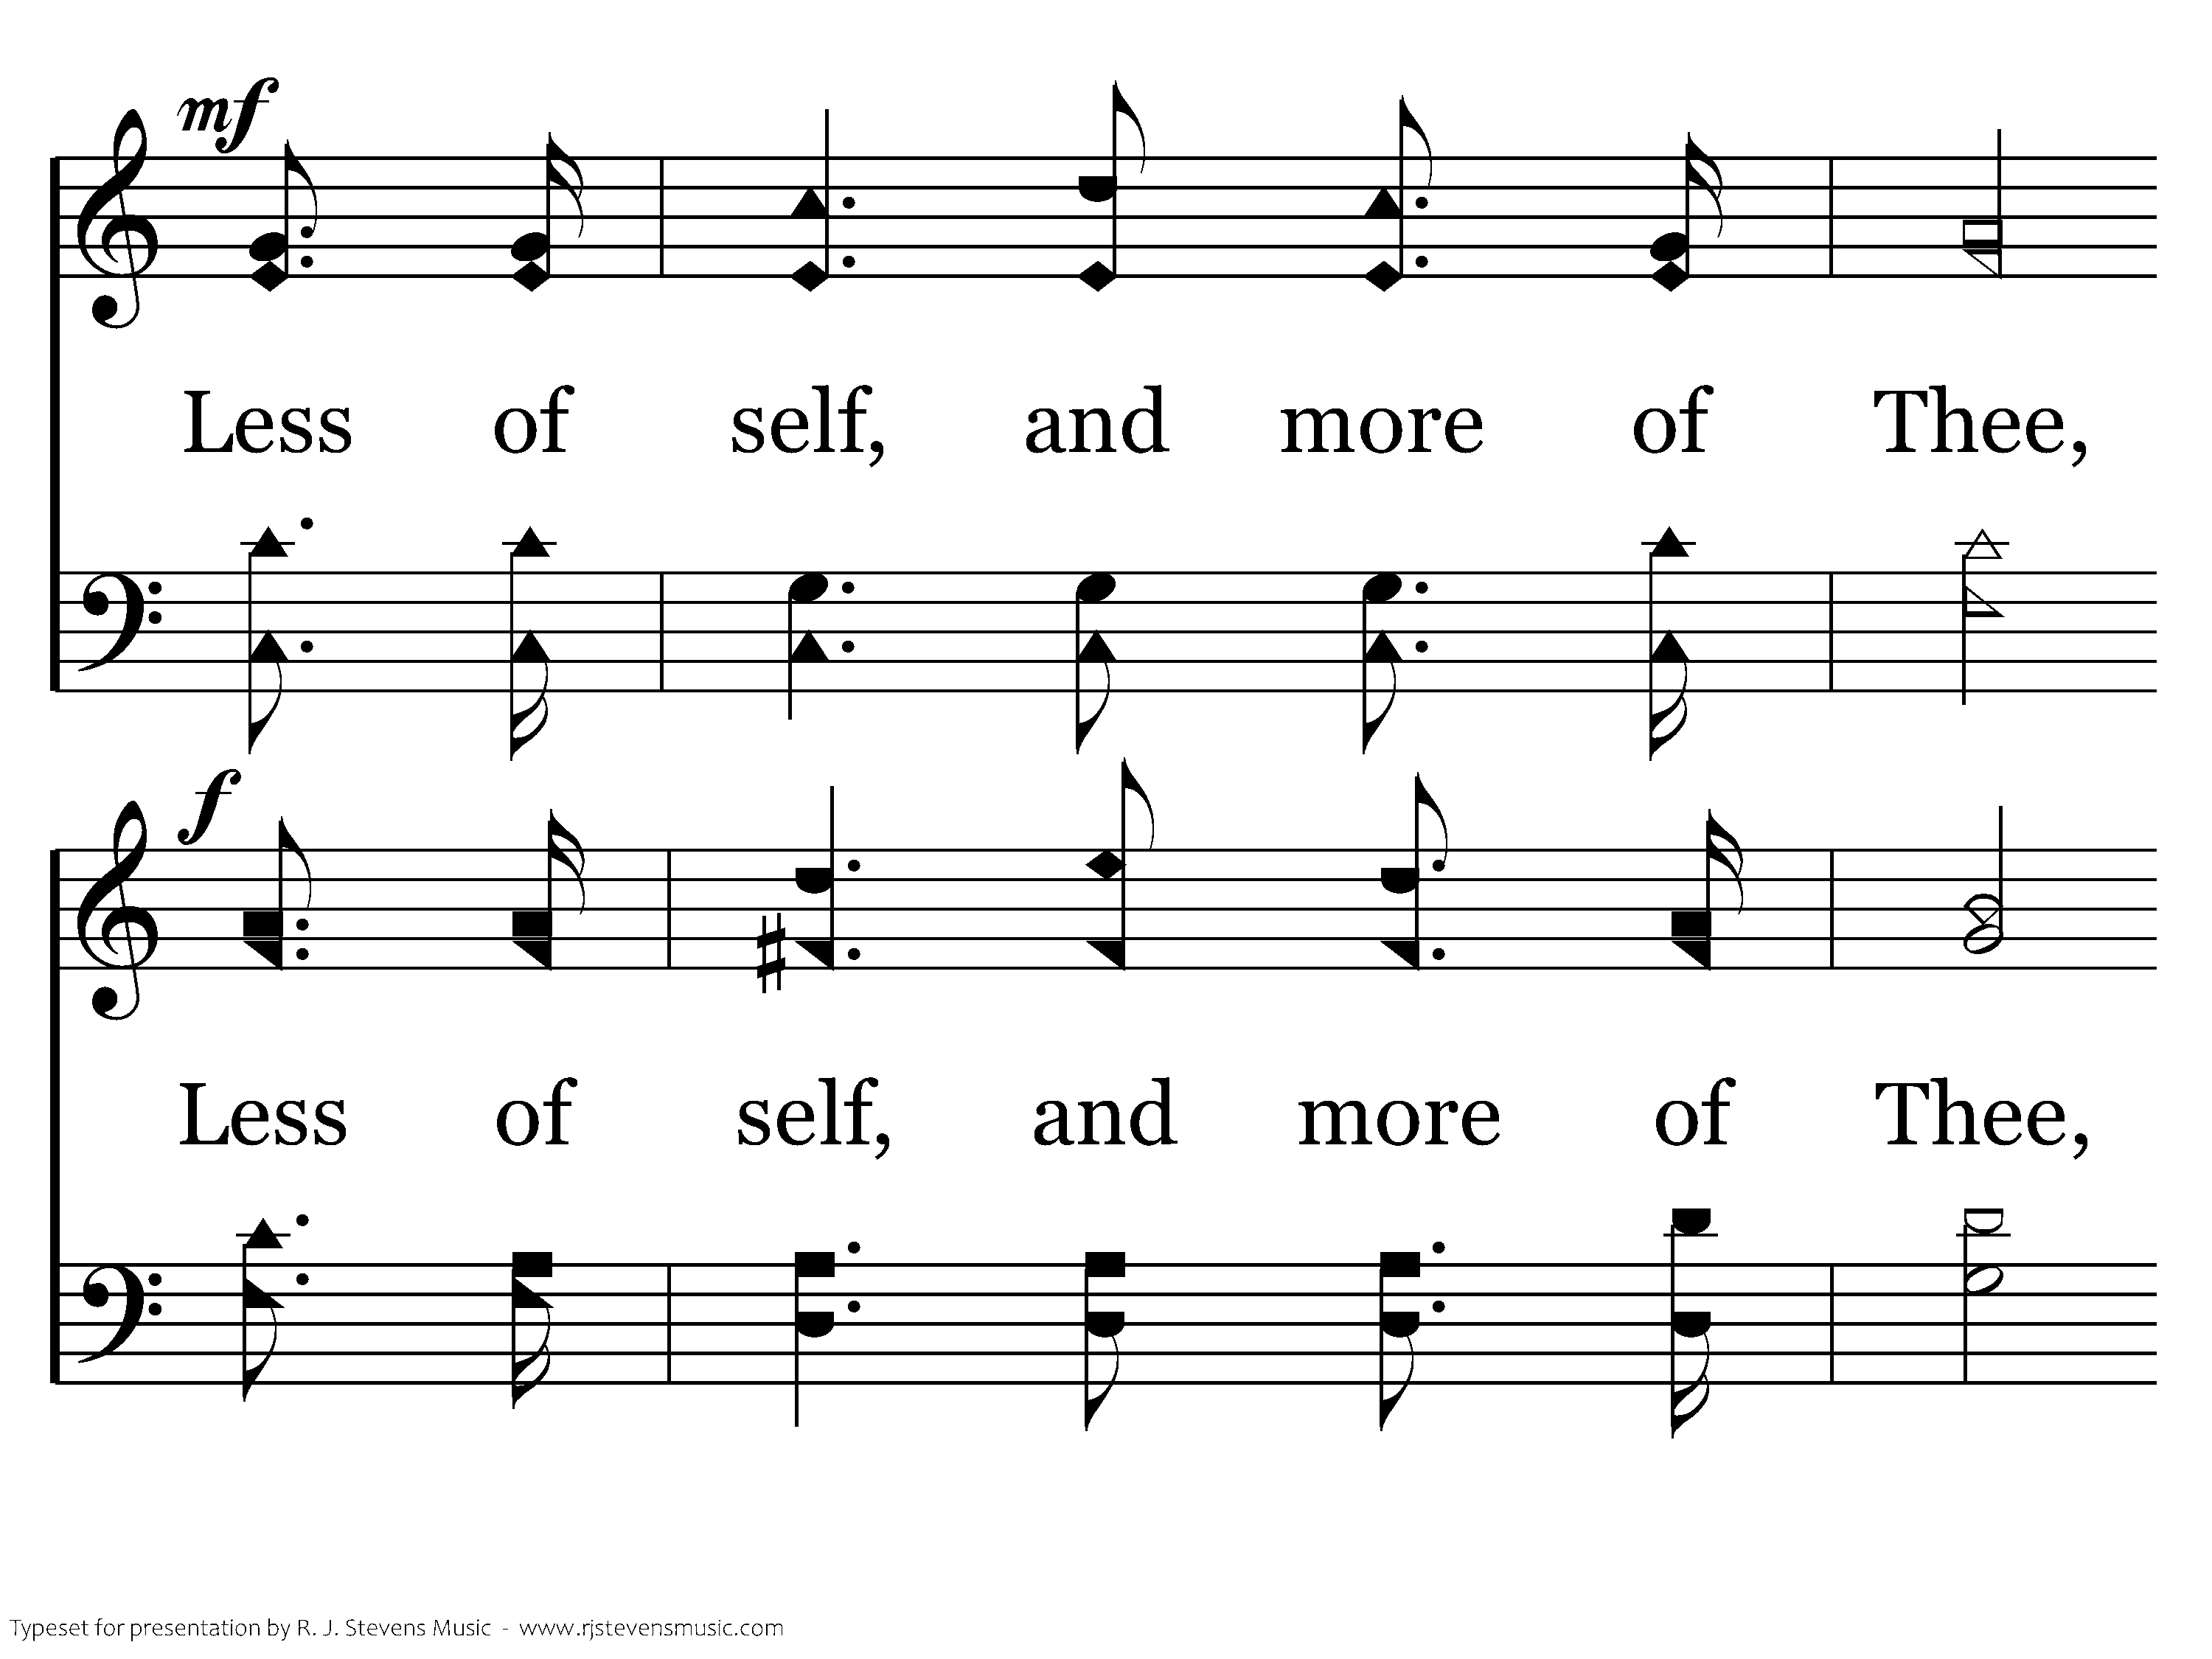 mf
Less of self, and more of Thee,
f
Less of self, and more of Thee,
Typeset for presentation by R. J. Stevens Music - www.rjstevensmusic.com